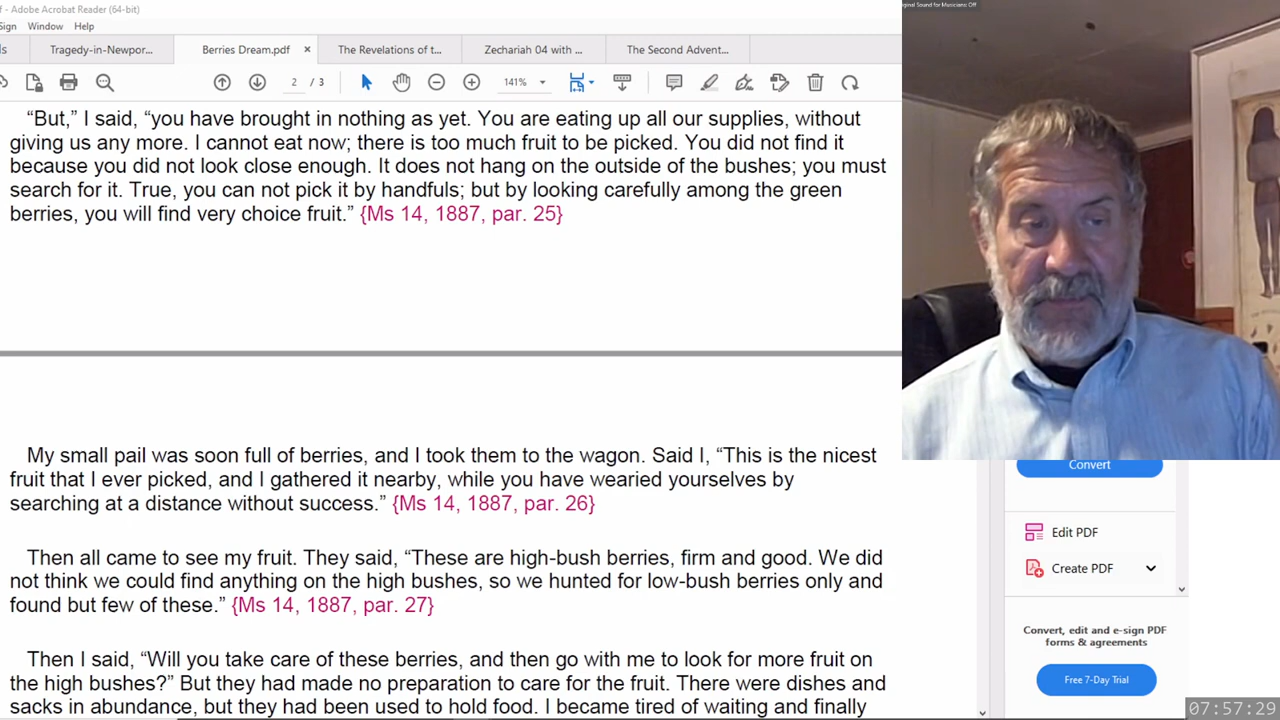 f - Adobe Acrobat Reader (64-bit)
Sign Window Help
ls Tragedy-in-Newpor... Berries Dream.pdf × The Revelations of t... Zechariah 04 with ... The Second Advent...
2 / 3 141%
“But,” I said, “you have brought in nothing as yet. You are eating up all our supplies, without
giving us any more. I cannot eat now; there is too much fruit to be picked. You did not find it
because you did not look close enough. It does not hang on the outside of the bushes; you must
search for it. True, you can not pick it by handfuls; but by looking carefully among the green
berries, you will find very choice fruit.” {Ms 14, 1887, par. 25}
My small pail was soon full of berries, and I took them to the wagon. Said I, “This is the nicest
fruit that I ever picked, and I gathered it nearby, while you have wearied yourselves by
searching at a distance without success.” {Ms 14, 1887, par. 26}
Then all came to see my fruit. They said, “These are high-bush berries, firm and good. We did
not think we could find anything on the high bushes, so we hunted for low-bush berries only and
found but few of these.” {Ms 14, 1887, par. 27}
Then I said, “Will you take care of these berries, and then go with me to look for more fruit on
the high bushes?” But they had made no preparation to care for the fruit. There were dishes and
sacks in abundance, but they had been used to hold food. I became tired of waiting and finally
iginal Sound for Musicians: Off
Convert
Edit PDF
Create PDF
Convert, edit and e-sign PDF
forms & agreements
Free 7-Day Trial
07:57:29